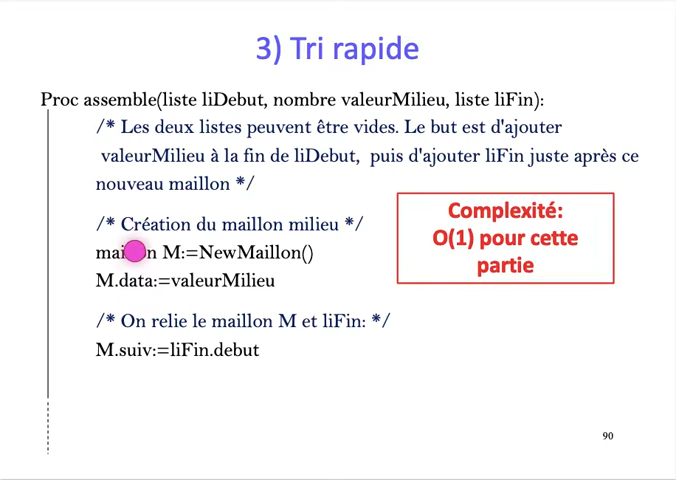 3) Tri rapide
Proc assemble(liste liDebut, nombre valeurMilieu, liste liFin):
/* Les deux listes peuvent être vides. Le but est d'ajouter
valeurMilieu à la fin de liDebut, puis d'ajouter liFin juste après ce
nouveau maillon */
/* Création du maillon milieu */
maillon M:=NewMaillon()
M.data:=valeurMilieu
/* On relie le maillon M et liFin: */
M.suiv:=liFin.debut
Complexité:
O(1) pour cette
partie
90